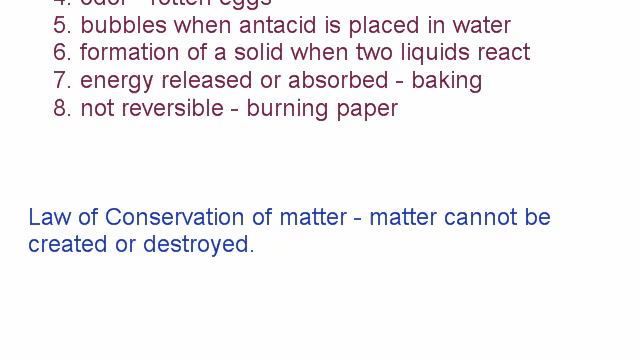 4. odor - rotten eggs
5. bubbles when antacid is placed in water
6. formation of a solid when two liquids react
7. energy released or absorbed - baking
8. not reversible - burning paper
Law of Conservation of matter - matter cannot be
created or destroyed.